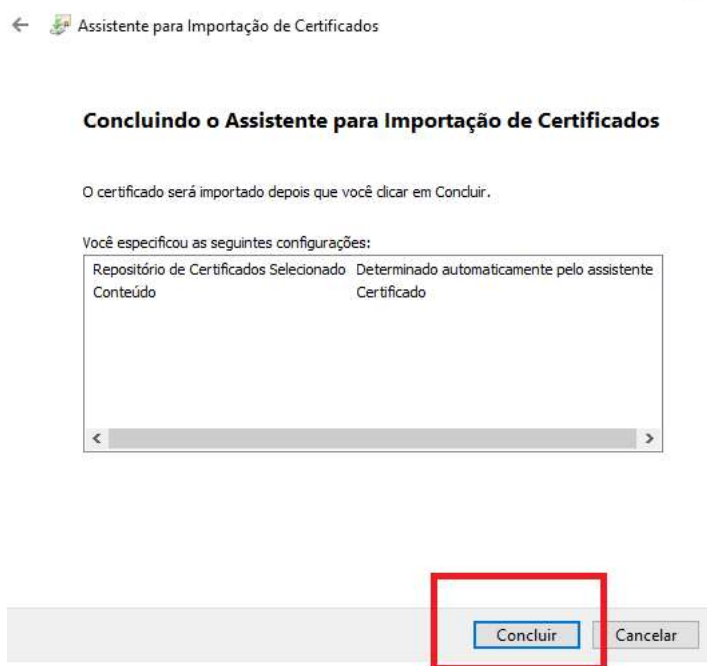 Assistente para Importação de Certificados
Concluindo o Assistente para Importação de Certificados
O certificado será importado depois que você clicar em Concluir.
Você especificou as seguintes configurações:
Repositório de Certificados Selecionado Determinado automaticamente pelo assistente
Conteúdo Certificado
Concluir Cancelar